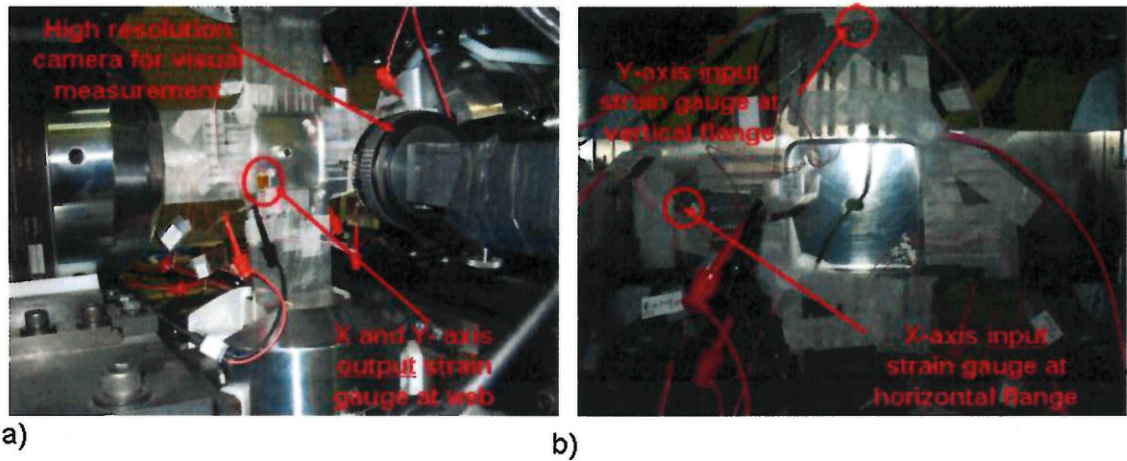 High resolution
camera for visual
measurement
X and Y- axis
output strain
gauge at web
a)
Y-axis input
strain gauge at
vertical flange
X-axis input
strain gauge at
horizontal flange
b)